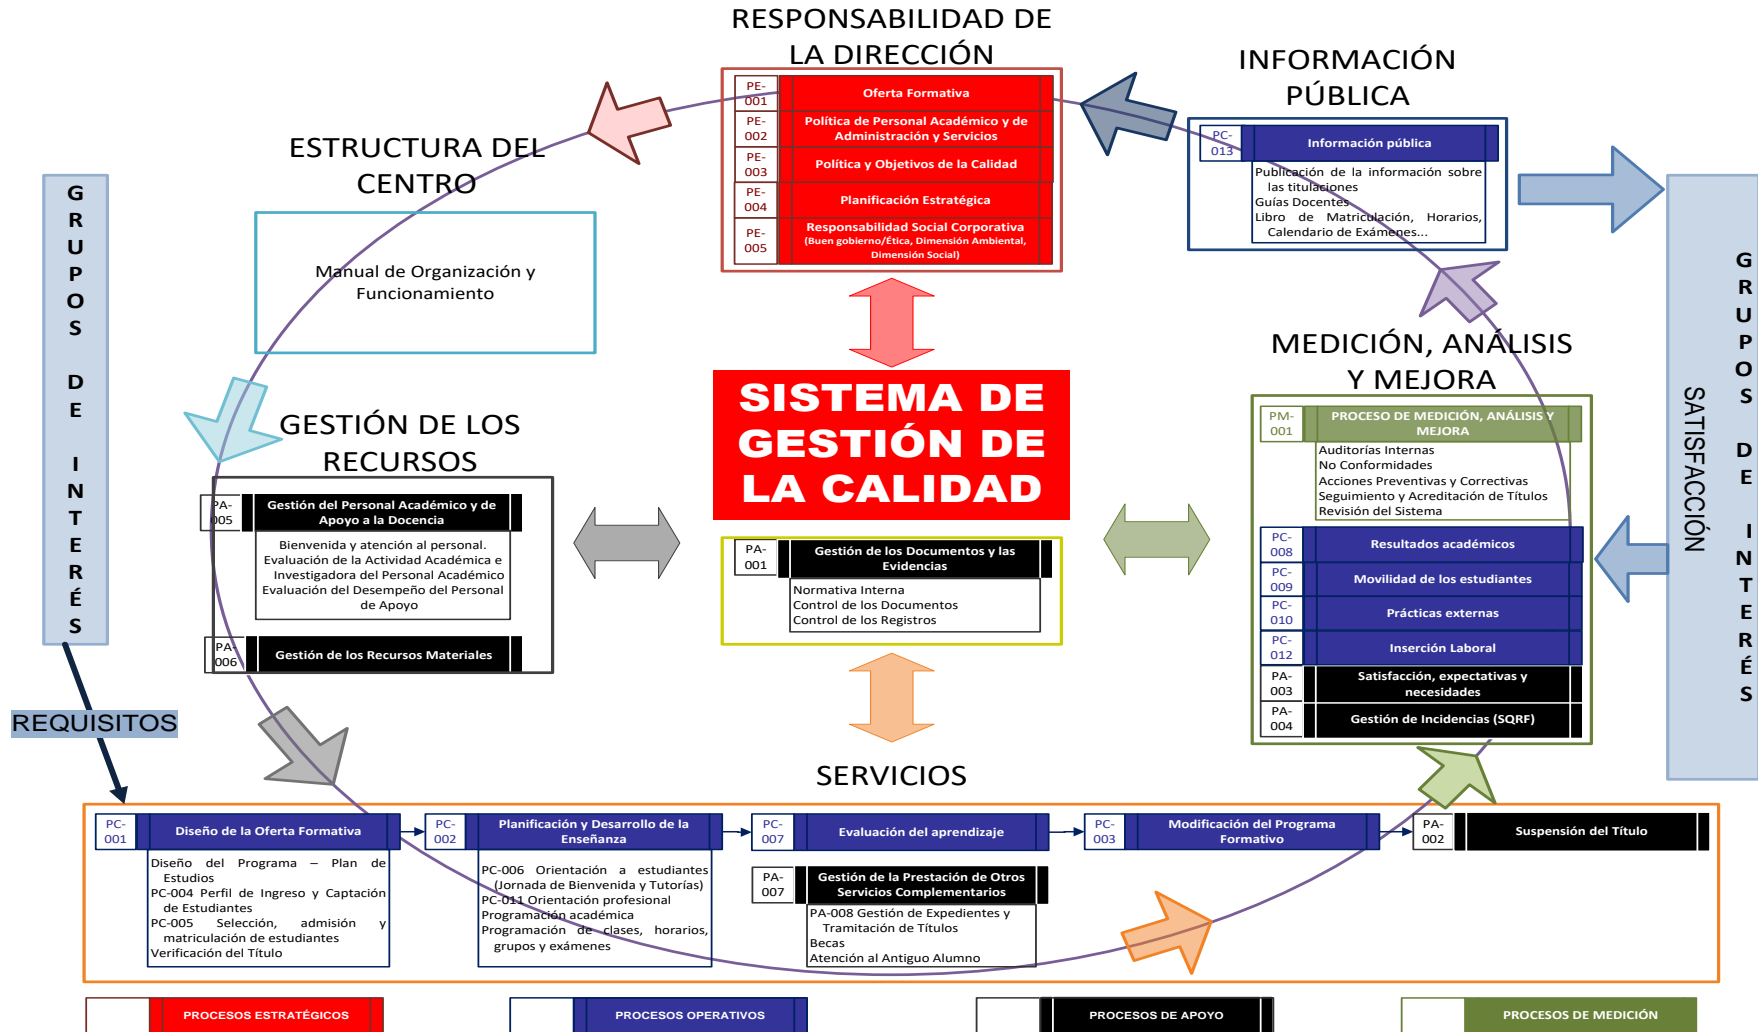 RESPONSABILIDAD DE
LA DIRECCIÓN
PE-
001
Oferta Formativa
PE-
002
Política de Personal Académico y de
Administración y Servicios
PE-
003
Política y Objetivos de la Calidad
PE-
004
Planificación Estratégica
PE-
005
Responsabilidad Social Corporativa
(Buen gobierno/Ética, Dimensión Ambiental,
Dimensión Social)
INFORMACIÓN
PÚBLICA
PC-
013
Información pública
Publicación de la información sobre
las titulaciones
Guías Docentes
Libro de Matriculación, Horarios,
Calendario de Exámenes...
ESTRUCTURA DEL
CENTRO
Manual de Organización y
Funcionamiento
GRUPOS DE INTERÉS
REQUISITOS
GESTIÓN DE LOS
RECURSOS
PA-
005
Gestión del Personal Académico y de
Apoyo a la Docencia
Bienvenida y atención al personal.
Evaluación de la Actividad Académica e
Investigadora del Personal Académico
Evaluación del Desempeño del Personal
de Apoyo
PA-
006
Gestión de los Recursos Materiales
SISTEMA DE
GESTIÓN DE
LA CALIDAD
PA-
001
Gestión de los Documentos y las
Evidencias
Normativa Interna
Control de los Documentos
Control de los Registros
MEDICIÓN, ANÁLISIS
Y MEJORA
PM-
001
PROCESO DE MEDICIÓN, ANÁLISIS Y
MEJORA
Auditorías Internas
No Conformidades
Acciones Preventivas y Correctivas
Seguimiento y Acreditación de Títulos
Revisión del Sistema
PC-
008
Resultados académicos
PC-
009
Movilidad de los estudiantes
PC-
010
Prácticas externas
PC-
012
Inserción Laboral
PA-
003
Satisfacción, expectativas y
necesidades
PA-
004
Gestión de Incidencias (SQRF)
SATISFACCIÓN
GRUPOS DE INTERÉS
SERVICIOS
PC-
001
Diseño de la Oferta Formativa
Diseño del Programa – Plan de
Estudios
PC-004 Perfil de Ingreso y Captación
de Estudiantes
PC-005 Selección, admisión y
matriculación de estudiantes
Verificación del Título
PC-
002
Planificación y Desarrollo de la
Enseñanza
PC-006 Orientación a estudiantes
(Jornada de Bienvenida y Tutorías)
PC-011 Orientación profesional
Programación académica
Programación de clases, horarios,
grupos y exámenes
PC-
007
Evaluación del aprendizaje
PA-
007
Gestión de la Prestación de Otros
Servicios Complementarios
PA-008 Gestión de Expedientes y
Tramitación de Títulos
Becas
Atención al Antiguo Alumno
PC-
003
Modificación del Programa
Formativo
PA-
002
Suspensión del Título
PROCESOS ESTRATÉGICOS
PROCESOS OPERATIVOS
PROCESOS DE APOYO
PROCESOS DE MEDICIÓN